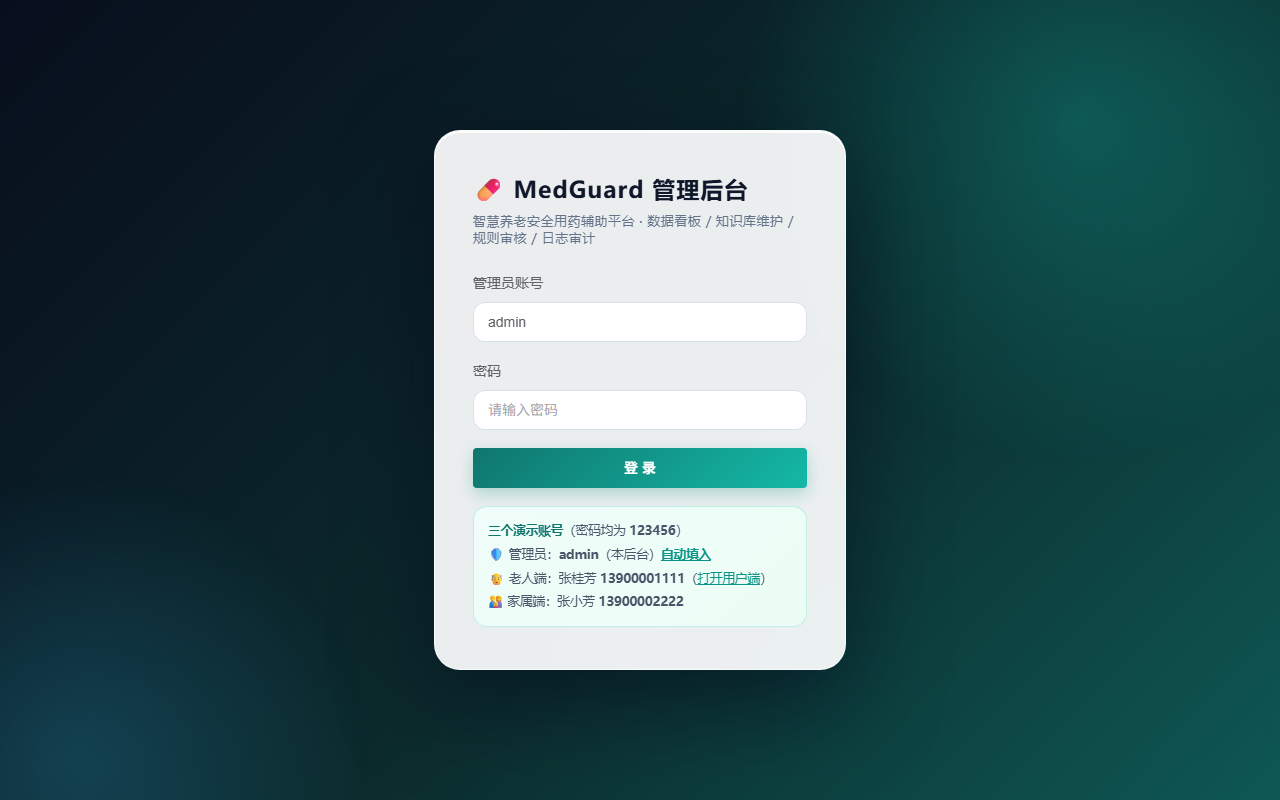 MedGuard 管理后台
智慧养老安全用药辅助平台 · 数据看板 / 知识库维护 /
规则审核 / 日志审计
管理员账号
admin
密码
请输入密码
登 录
三个演示账号（密码均为 123456）
管理员：admin（本后台）自动填入
老人端：张桂芳 13900001111（打开用户端）
家属端：张小芳 13900002222